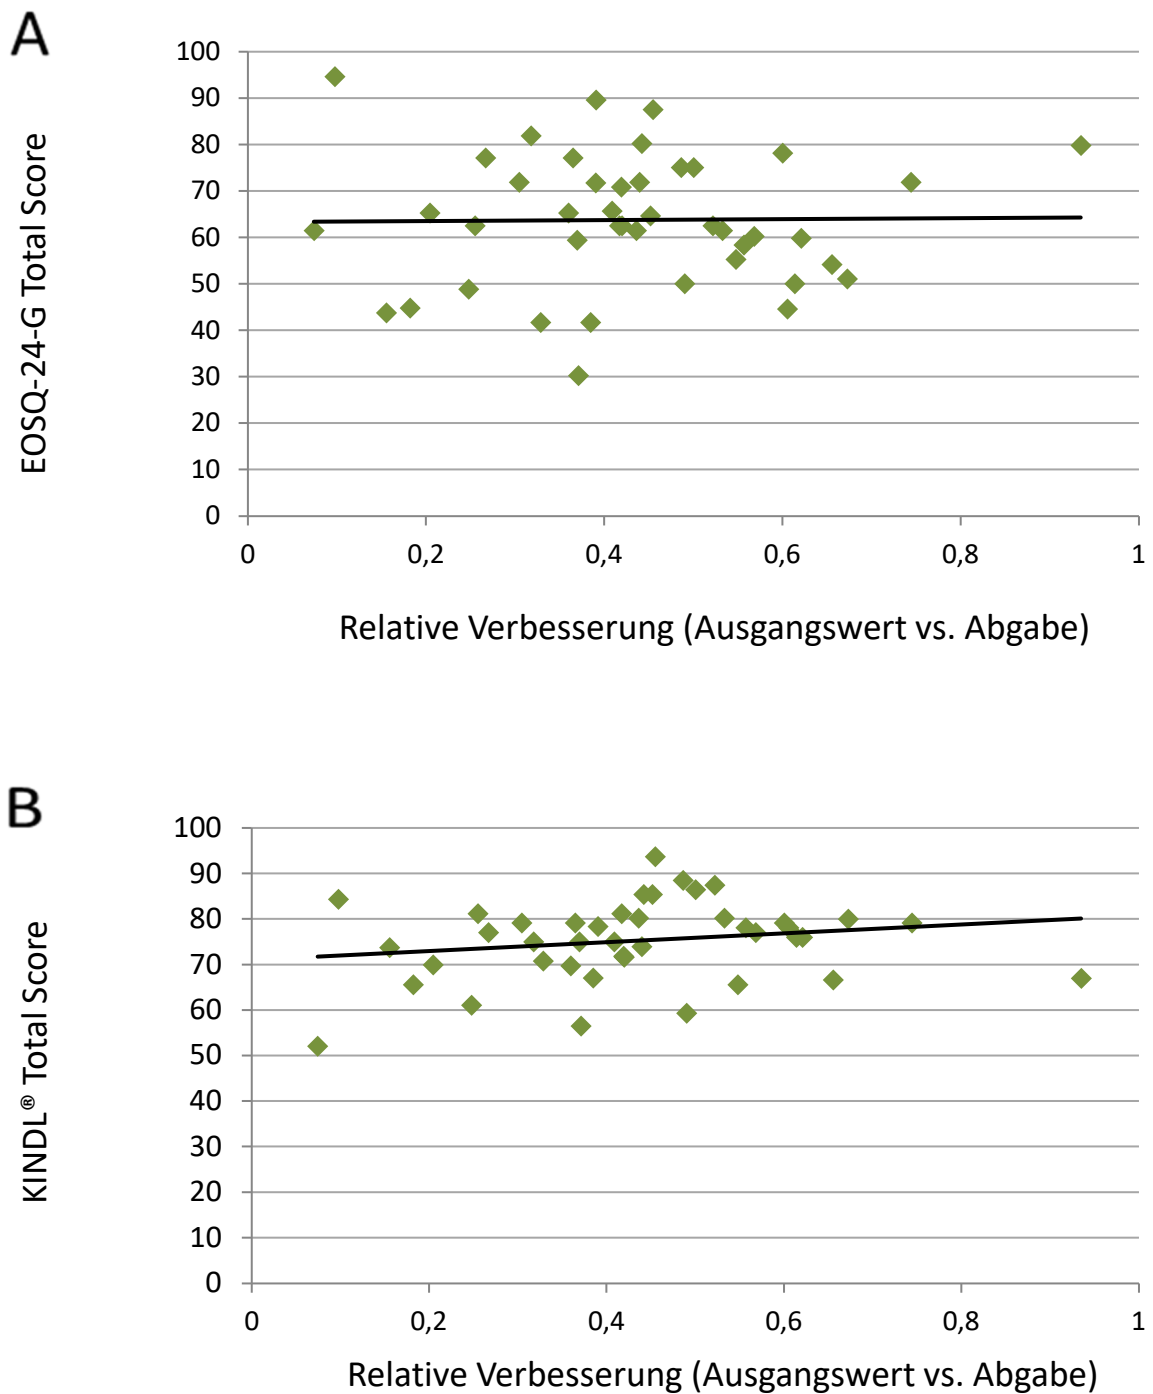 A
EOSQ-24-G Total Score
100
90
80
70
60
50
40
30
20
10
0
0 0,2 0,4 0,6 0,8 1
Relative Verbesserung (Ausgangswert vs. Abgabe)
B
KINDL® Total Score
100
90
80
70
60
50
40
30
20
10
0
0 0,2 0,4 0,6 0,8 1
Relative Verbesserung (Ausgangswert vs. Abgabe)